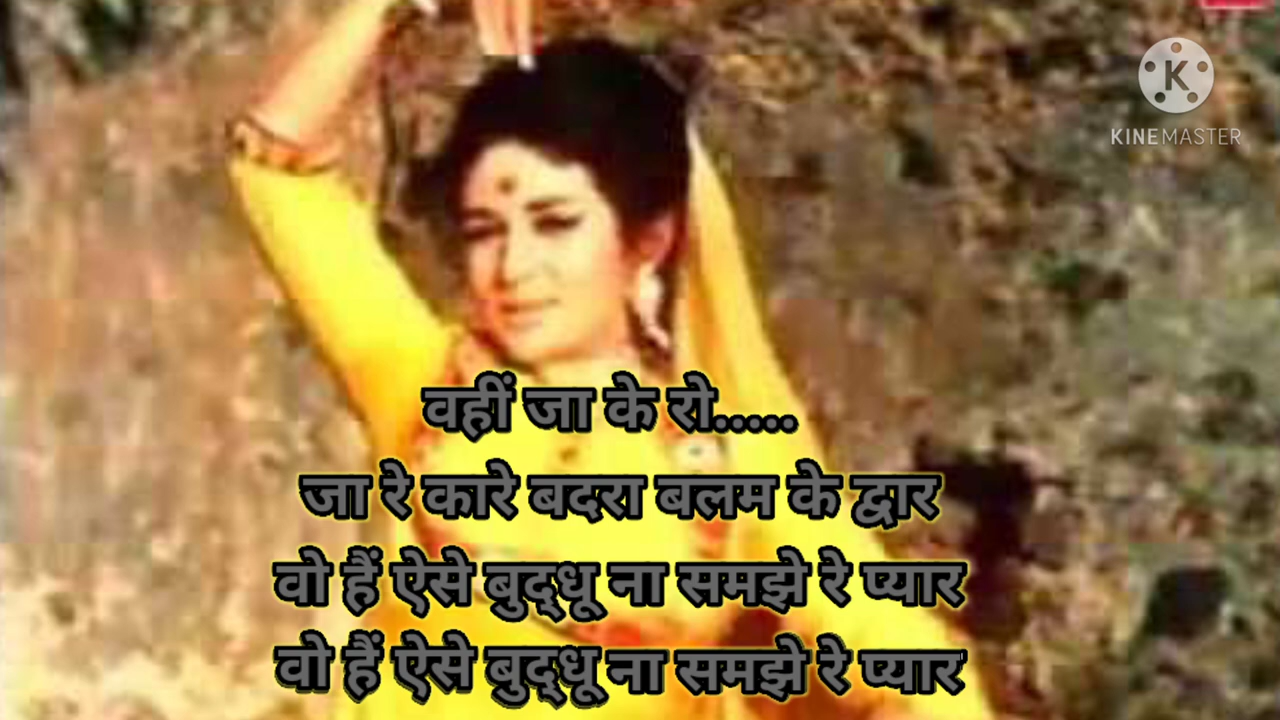 K
KINEMASTER
वहीं जा के रो.....
जा रे कारे बदरा बलम के द्वार
वो हैं ऐसे बुद्धू ना समझे रे प्यार
वो हैं ऐसे बुद्धू ना समझे रे प्यार